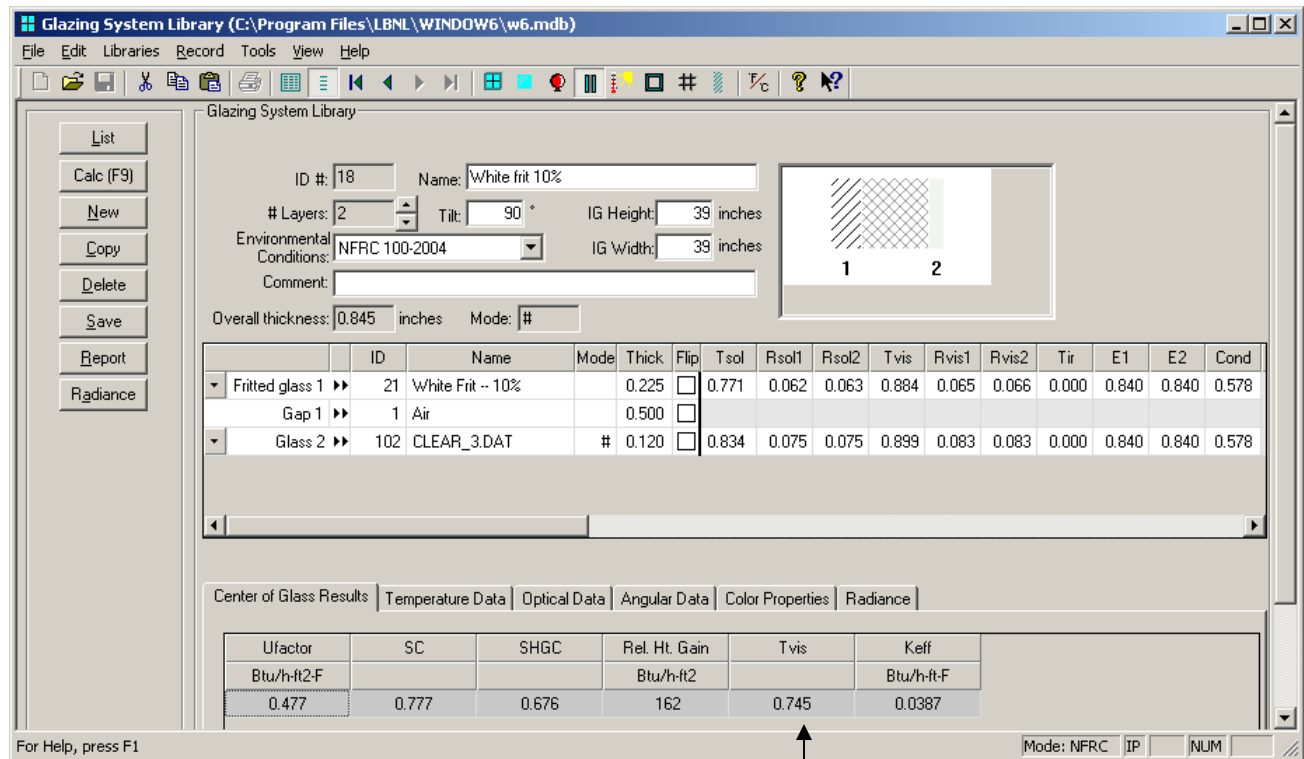 Glazing System Library (C:\Program Files\LBNL\WINDOW6\w6.mdb)
File Edit Libraries Record Tools View Help
Glazing System Library
List
Calc (F9)
New
Copy
Delete
Save
Report
Radiance
ID #: 18 Name: White frit 10%
# Layers: 2 Tilt: 90 ° IG Height: 39 inches
Environmental Conditions: NFRC 100-2004 IG Width: 39 inches
Comment:
Overall thickness: 0.845 inches Mode: #
1 2
ID Name Mode Thick Flip Tsol Rsol1 Rsol2 Tvis Rvis1 Rvis2 Tir E1 E2 Cond
Fritted glass 1 21 White Frit -- 10% 0.225 0.771 0.062 0.063 0.884 0.065 0.066 0.000 0.840 0.840 0.578
Gap 1 1 Air 0.500
Glass 2 102 CLEAR_3.DAT # 0.120 0.834 0.075 0.075 0.899 0.083 0.083 0.000 0.840 0.840 0.578
Center of Glass Results Temperature Data Optical Data Angular Data Color Properties Radiance
Ufactor SC SHGC Rel. Ht. Gain Tvis Keff
Btu/h-ft2-F Btu/h-ft2 Btu/h-ft-F
0.477 0.777 0.676 162 0.745 0.0387
For Help, press F1 Mode: NFRC IP NUM